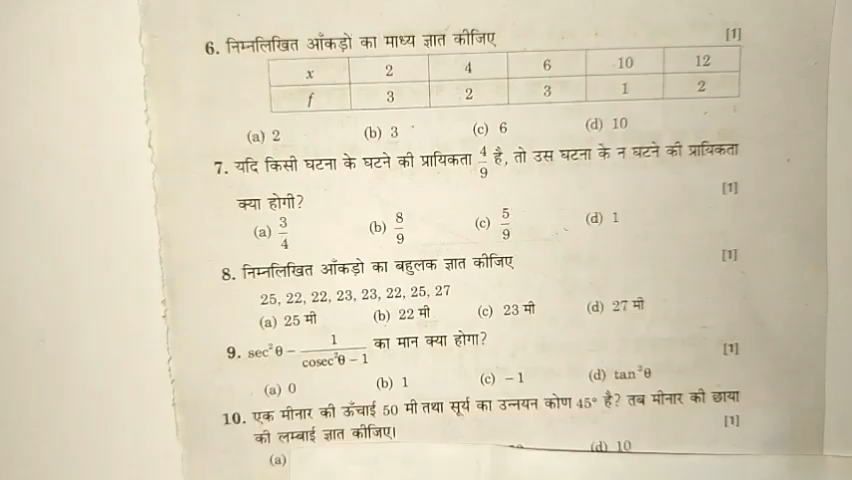 6. निम्नलिखित आँकड़ो का माध्य ज्ञात कीजिए [1]
x 2 4 6 10 12
f 3 2 3 1 2
(a) 2 (b) 3 (c) 6 (d) 10
7. यदि किसी घटना के घटने की प्रायिकता 4/9 है, तो उस घटना के न घटने की प्रायिकता
क्या होगी? [1]
(a) 3/4 (b) 8/9 (c) 5/9 (d) 1
8. निम्नलिखित आँकड़ो का बहुलक ज्ञात कीजिए [1]
25, 22, 22, 23, 23, 22, 25, 27
(a) 25 मी (b) 22 मी (c) 23 मी (d) 27 मी
9. sec²θ − 1/(cosec²θ − 1) का मान क्या होगा? [1]
(a) 0 (b) 1 (c) −1 (d) tan²θ
10. एक मीनार की ऊँचाई 50 मी तथा सूर्य का उन्नयन कोण 45° है? तब मीनार की छाया
की लम्बाई ज्ञात कीजिए। [1]
(a) (d) 10